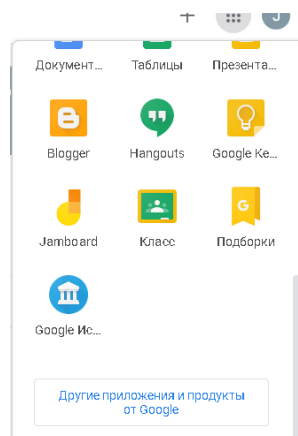 J
Документ... Таблицы Презента...
Blogger Hangouts Google Ke...
Jamboard Класс Подборки
Google Ис...
Другие приложения и продукты
от Google